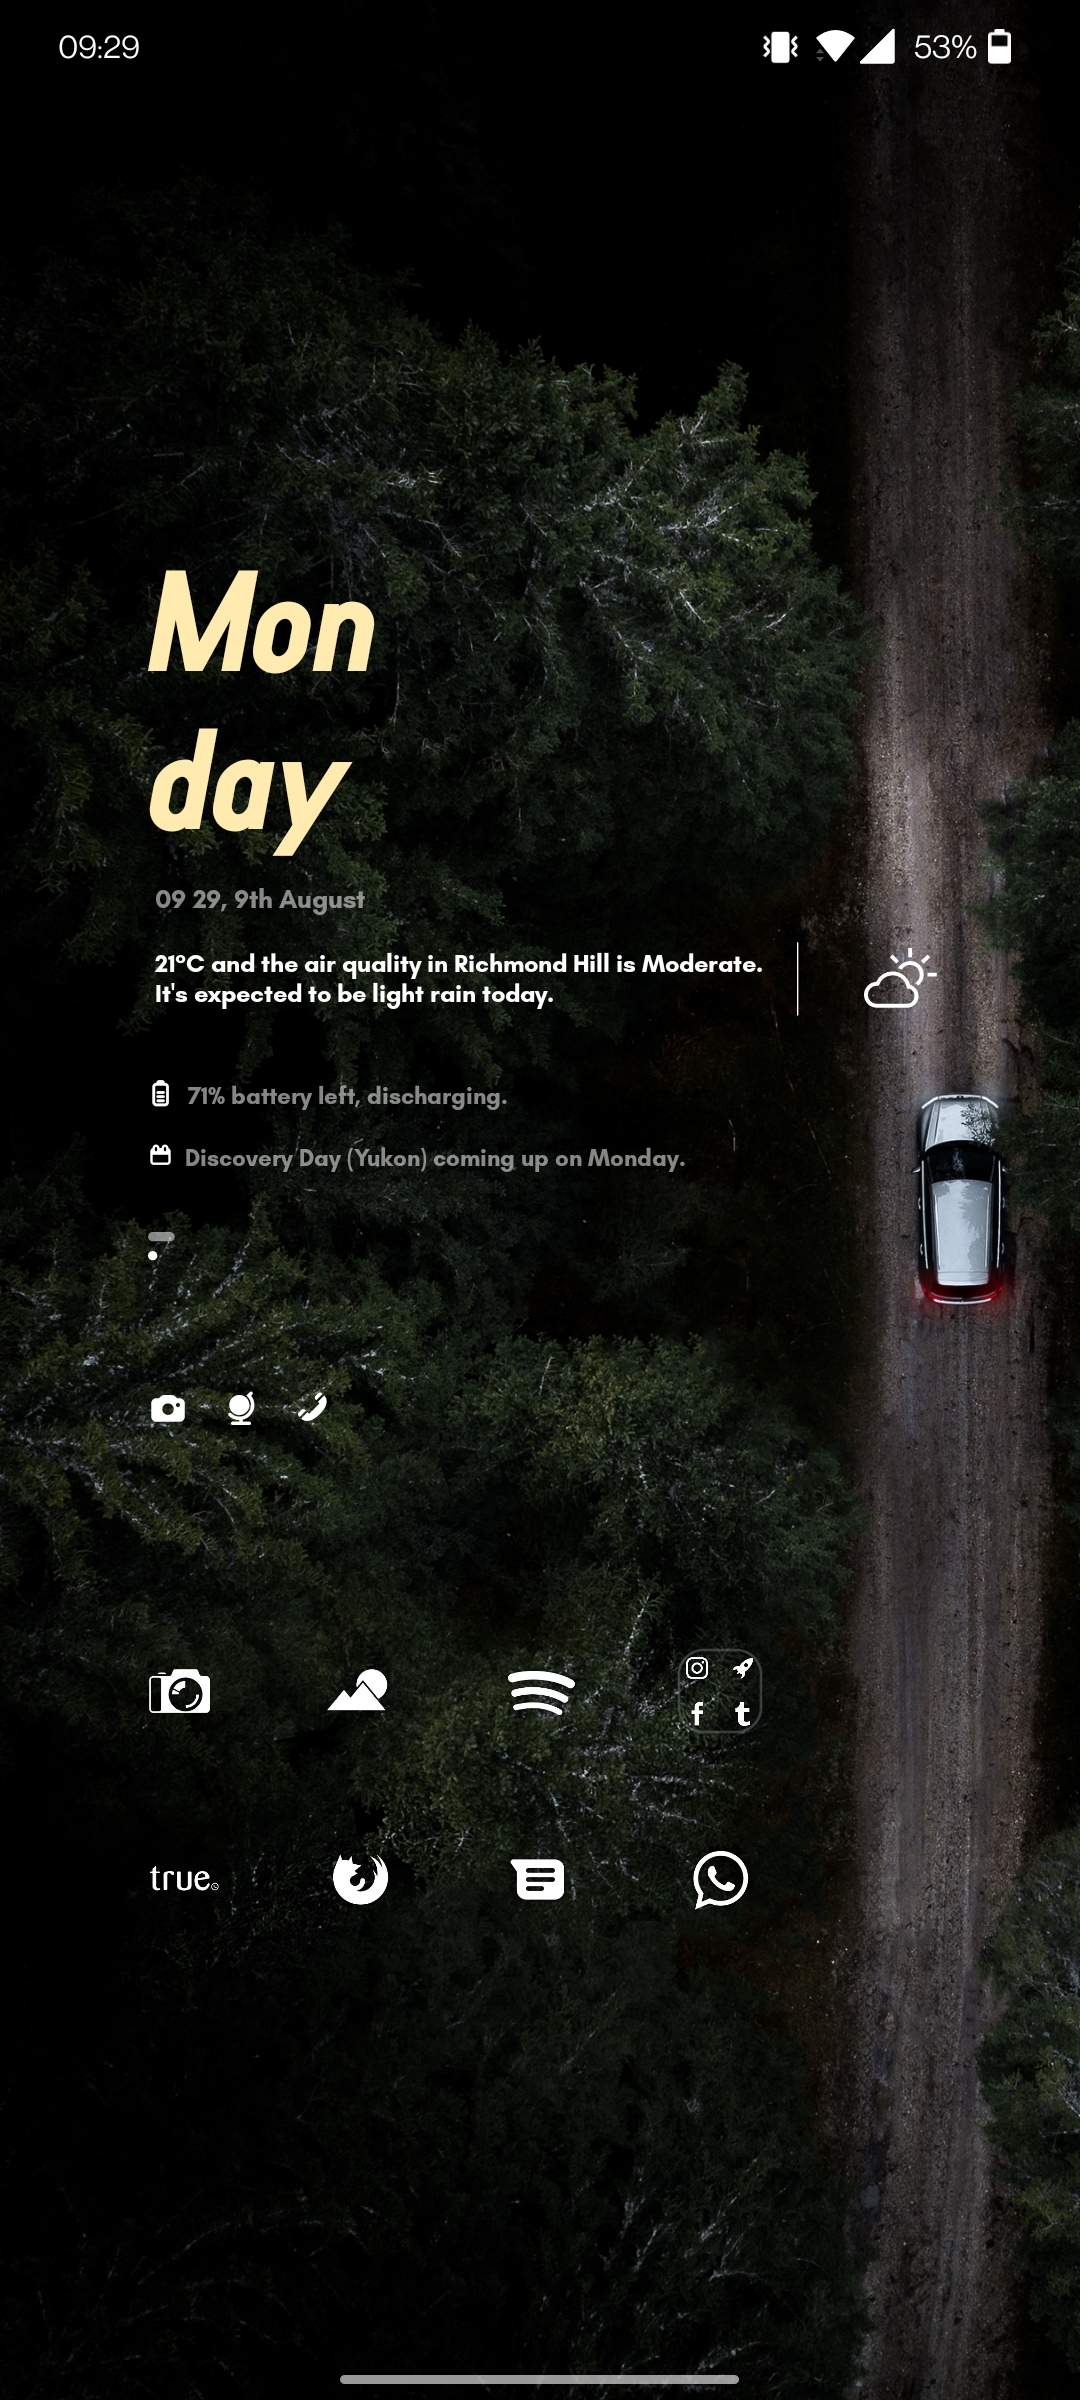 09:29
53%
Mon
day
09 29, 9th August
21°C and the air quality in Richmond Hill is Moderate.
It's expected to be light rain today.
71% battery left, discharging.
Discovery Day (Yukon) coming up on Monday.
true